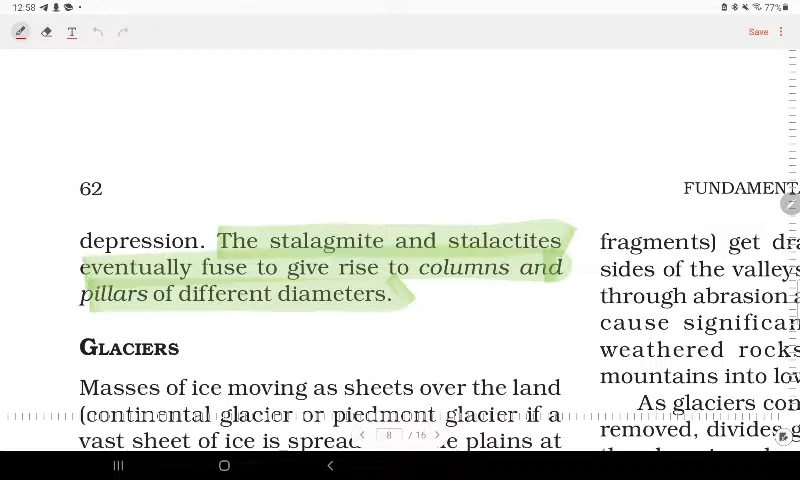 12:58
77%
Save
62
FUNDAMENTA
depression. The stalagmite and stalactites
eventually fuse to give rise to columns and
pillars of different diameters.
GLACIERS
Masses of ice moving as sheets over the land
(continental glacier or piedmont glacier if a
vast sheet of ice is spread plains at
fragments) get dra
sides of the valleys
through abrasion a
cause significan
weathered rocks
mountains into lov
As glaciers con
removed, divides g
8 / 16